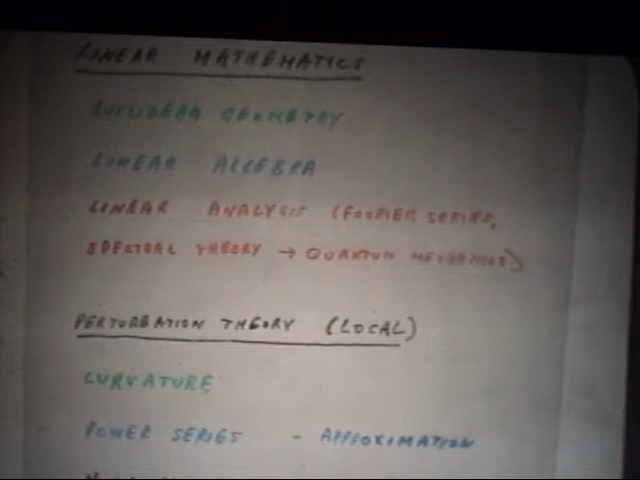 LINEAR MATHEMATICS
EUCLIDEAN GEOMETRY
LINEAR ALGEBRA
LINEAR ANALYSIS (FOURIER SERIES,
SPECTRAL THEORY → QUANTUM MECHANICS)
PERTURBATION THEORY (LOCAL)
CURVATURE
POWER SERIES - APPROXIMATION